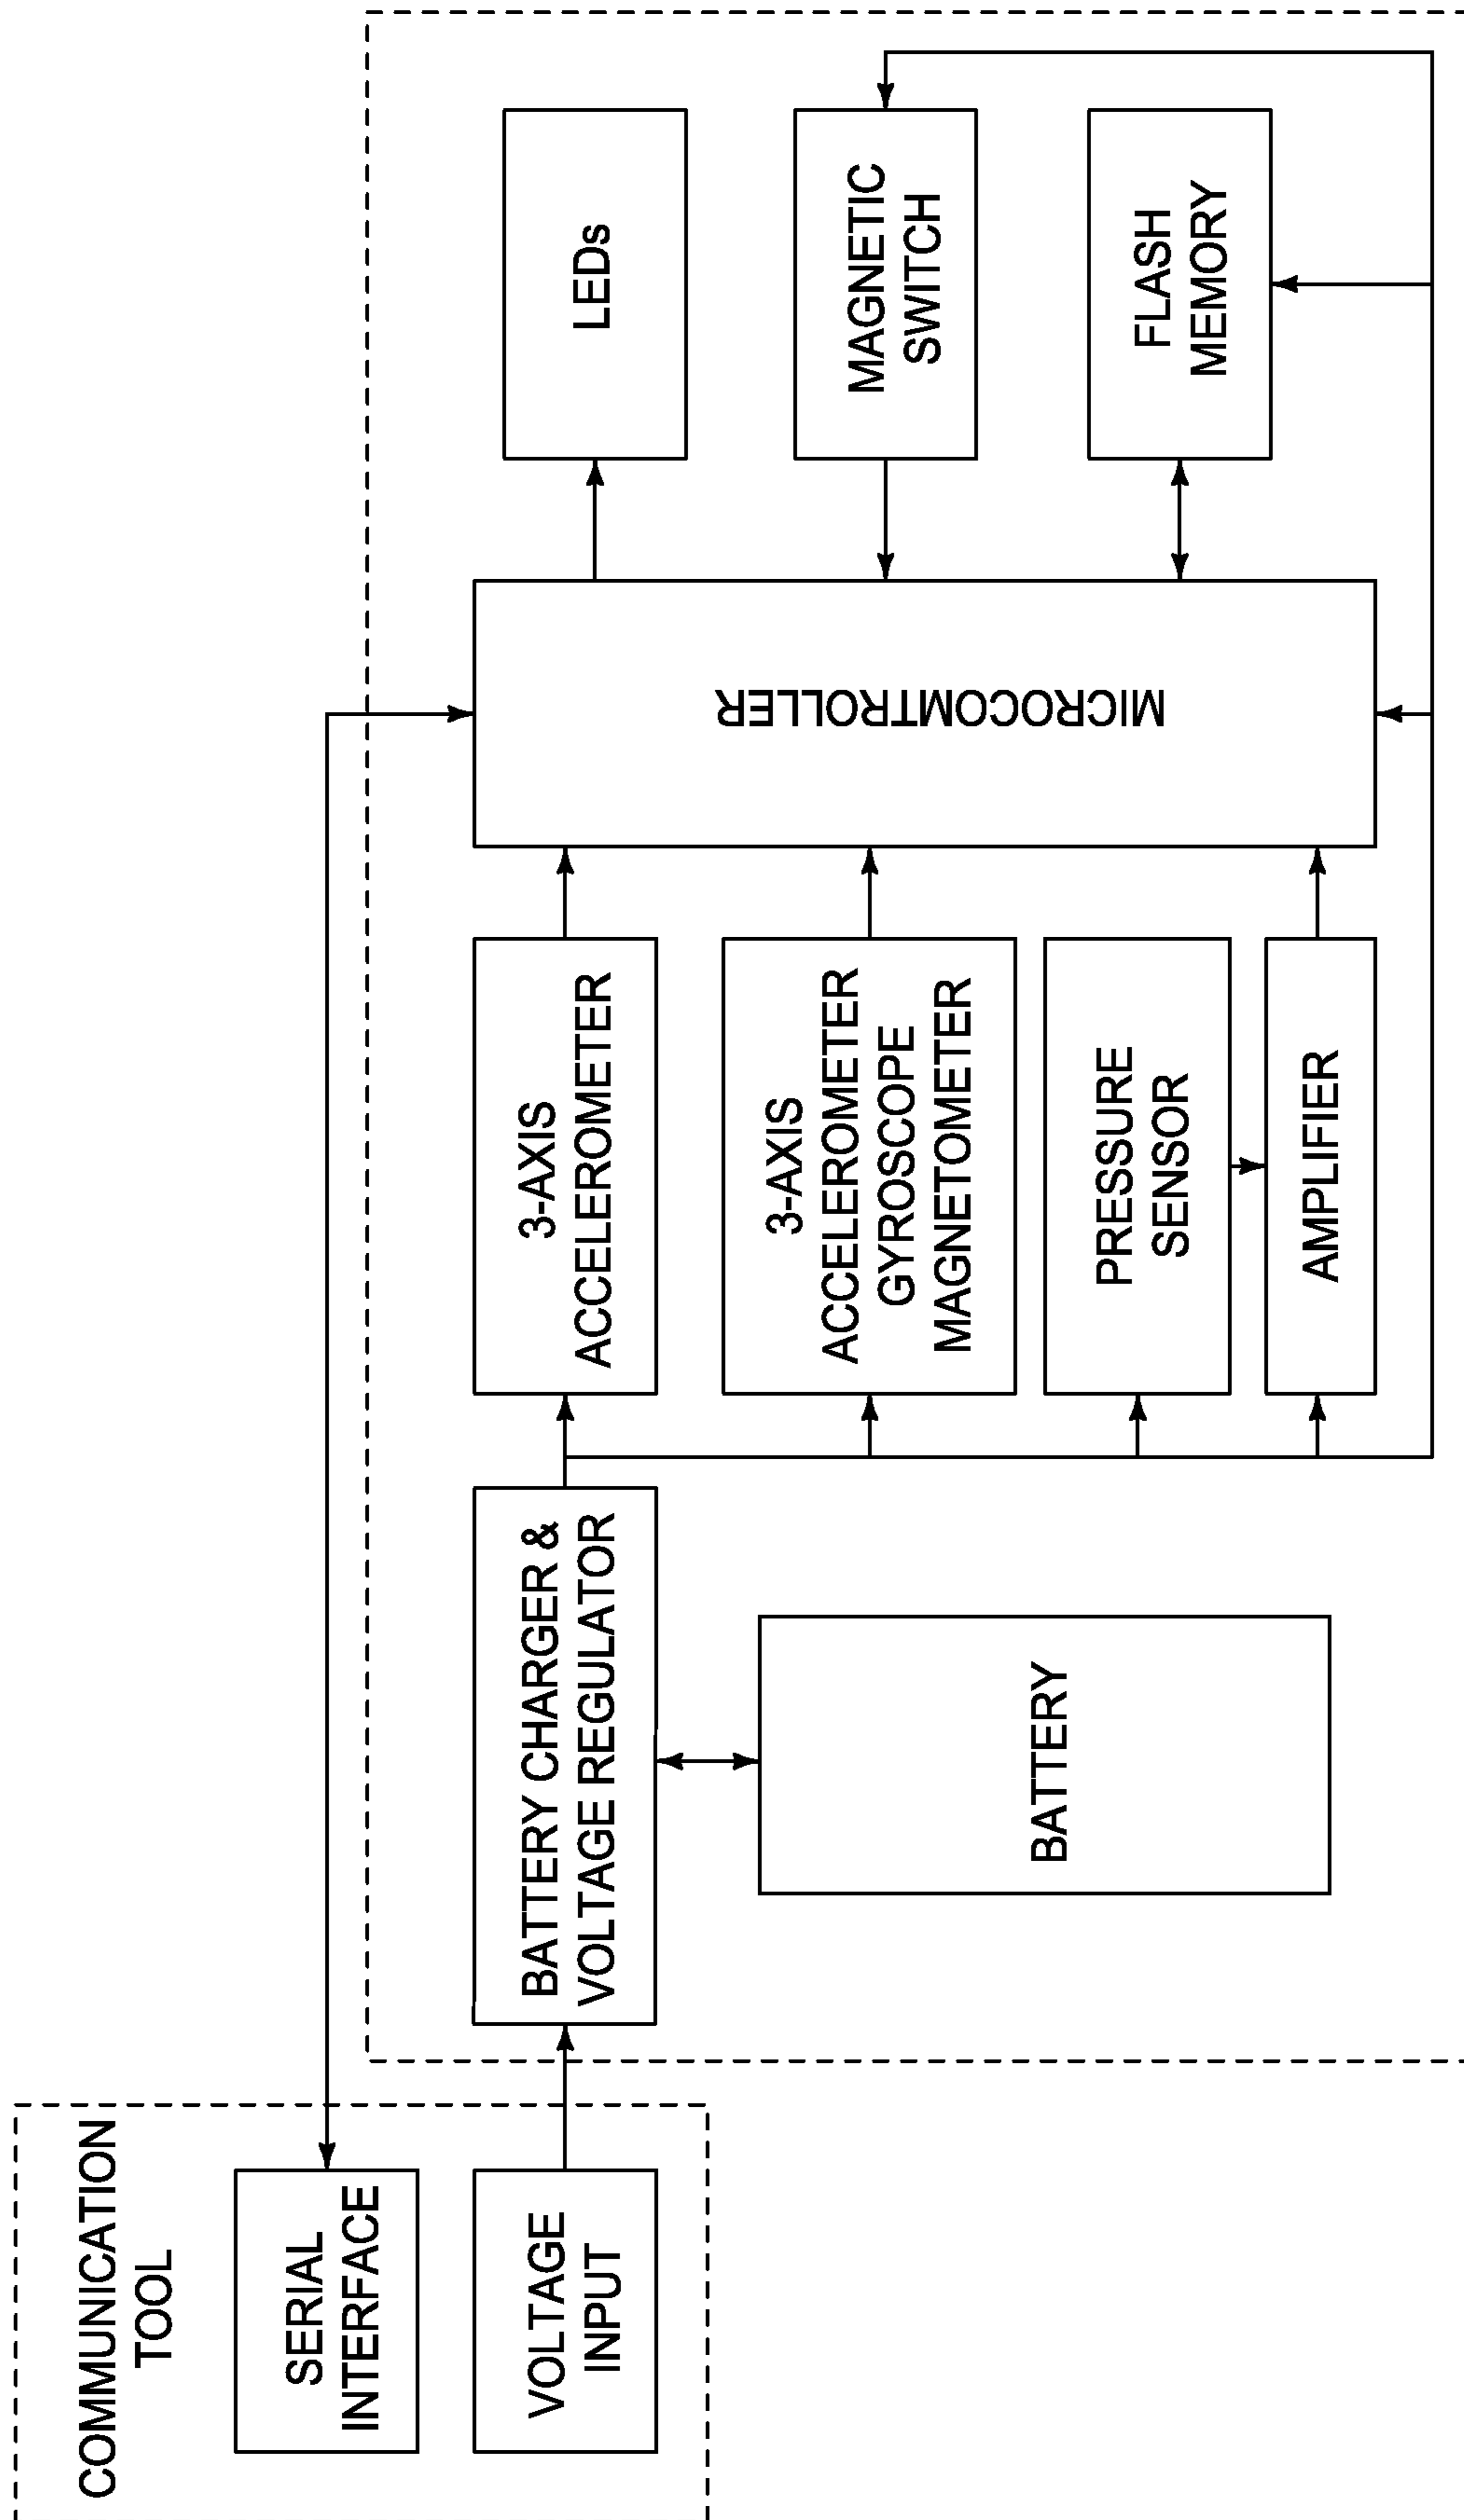 COMMUNICATION
TOOL
SERIAL
INTERFACE
VOLTAGE
INPUT
BATTERY CHARGER &
VOLTAGE REGULATOR
BATTERY
3-AXIS
ACCELEROMETER
3-AXIS
ACCELEROMETER
GYROSCOPE
MAGNETOMETER
PRESSURE
SENSOR
AMPLIFIER
MICROCOMTROLLER
LEDs
MAGNETIC
SWITCH
FLASH
MEMORY